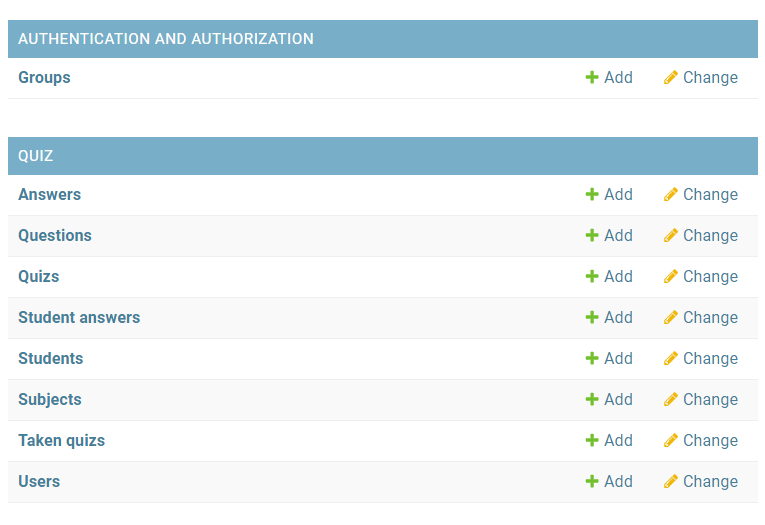 AUTHENTICATION AND AUTHORIZATION
Groups Add Change
QUIZ
Answers Add Change
Questions Add Change
Quizs Add Change
Student answers Add Change
Students Add Change
Subjects Add Change
Taken quizs Add Change
Users Add Change